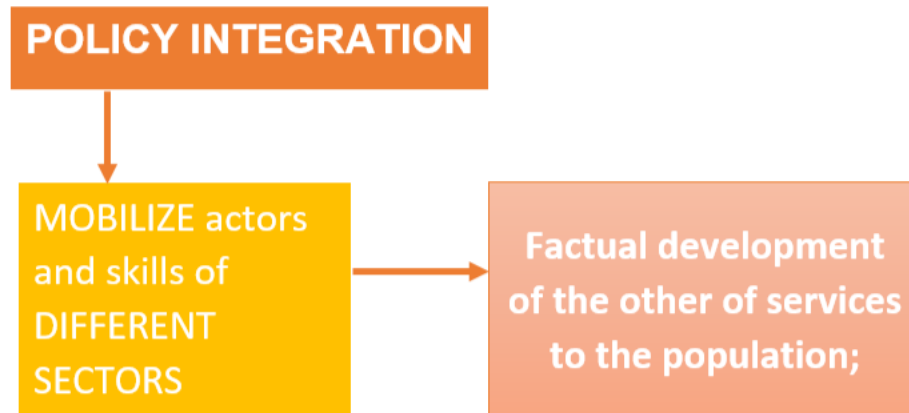 POLICY INTEGRATION
MOBILIZE actors
and skills of
DIFFERENT
SECTORS
Factual development
of the other of services
to the population;